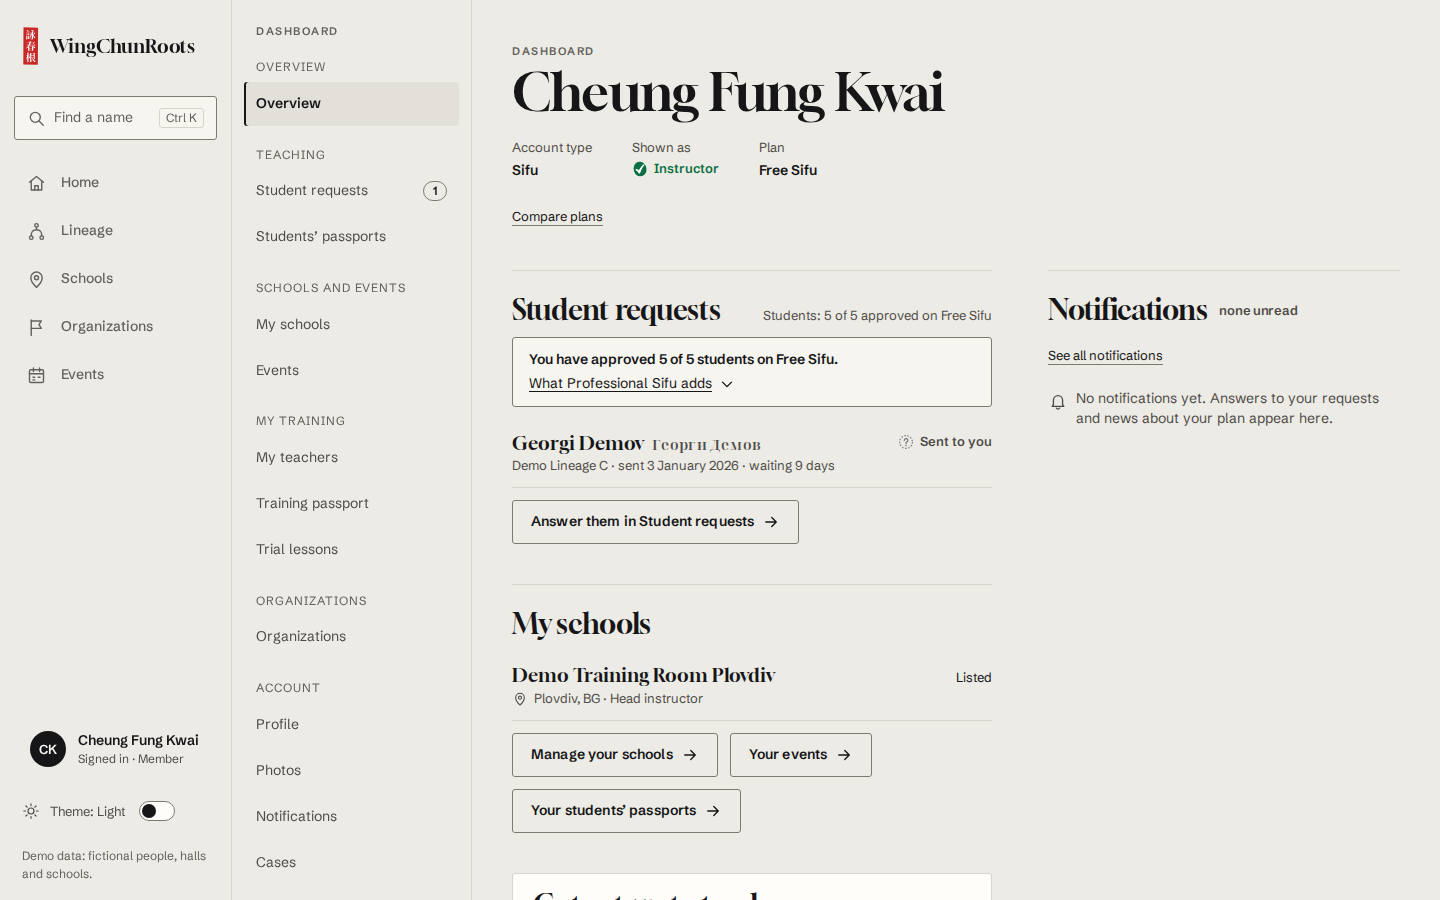 詠春根
WingChunRoots
Find a name
Ctrl K
Home
Lineage
Schools
Organizations
Events
CK
Cheung Fung Kwai
Signed in · Member
Theme: Light
Demo data: fictional people, halls
and schools.
DASHBOARD
OVERVIEW
Overview
TEACHING
Student requests
1
Students’ passports
SCHOOLS AND EVENTS
My schools
Events
MY TRAINING
My teachers
Training passport
Trial lessons
ORGANIZATIONS
Organizations
ACCOUNT
Profile
Photos
Notifications
Cases
DASHBOARD
Cheung Fung Kwai
Account type
Sifu
Shown as
Instructor
Plan
Free Sifu
Compare plans
Student requests
Students: 5 of 5 approved on Free Sifu
You have approved 5 of 5 students on Free Sifu.
What Professional Sifu adds
Georgi Demov Георги Демов
Sent to you
Demo Lineage C · sent 3 January 2026 · waiting 9 days
Answer them in Student requests
My schools
Demo Training Room Plovdiv
Listed
Plovdiv, BG · Head instructor
Manage your schools
Your events
Your students’ passports
Notifications
none unread
See all notifications
No notifications yet. Answers to your requests
and news about your plan appear here.